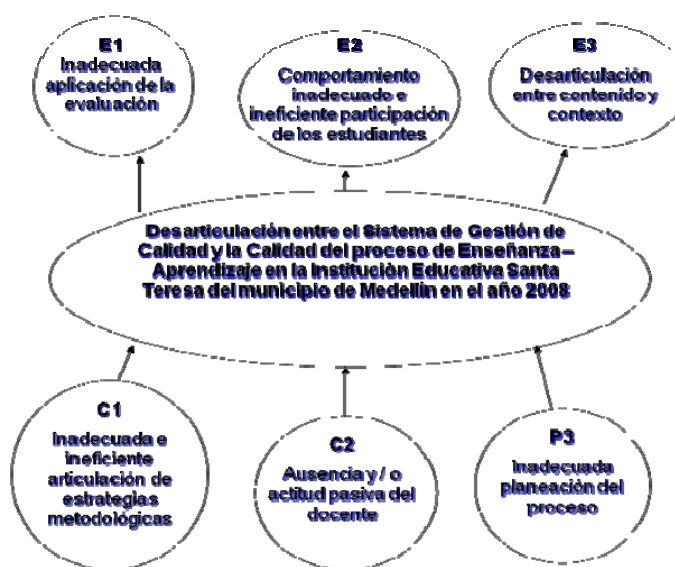 E1
Inadecuada
aplicación de la
evaluación
E2
Comportamiento
inadecuado e
ineficiente participación
de los estudiantes
E3
Desarticulación
entre contenido y
contexto
Desarticulación entre el Sistema de Gestión de
Calidad y la Calidad del proceso de Enseñanza–
Aprendizaje en la Institución Educativa Santa
Teresa del municipio de Medellín en el año 2008
C1
Inadecuada e
ineficiente
articulación de
estrategias
metodológicas
C2
Ausencia y / o
actitud pasiva del
docente
P3
Inadecuada
planeación del
proceso